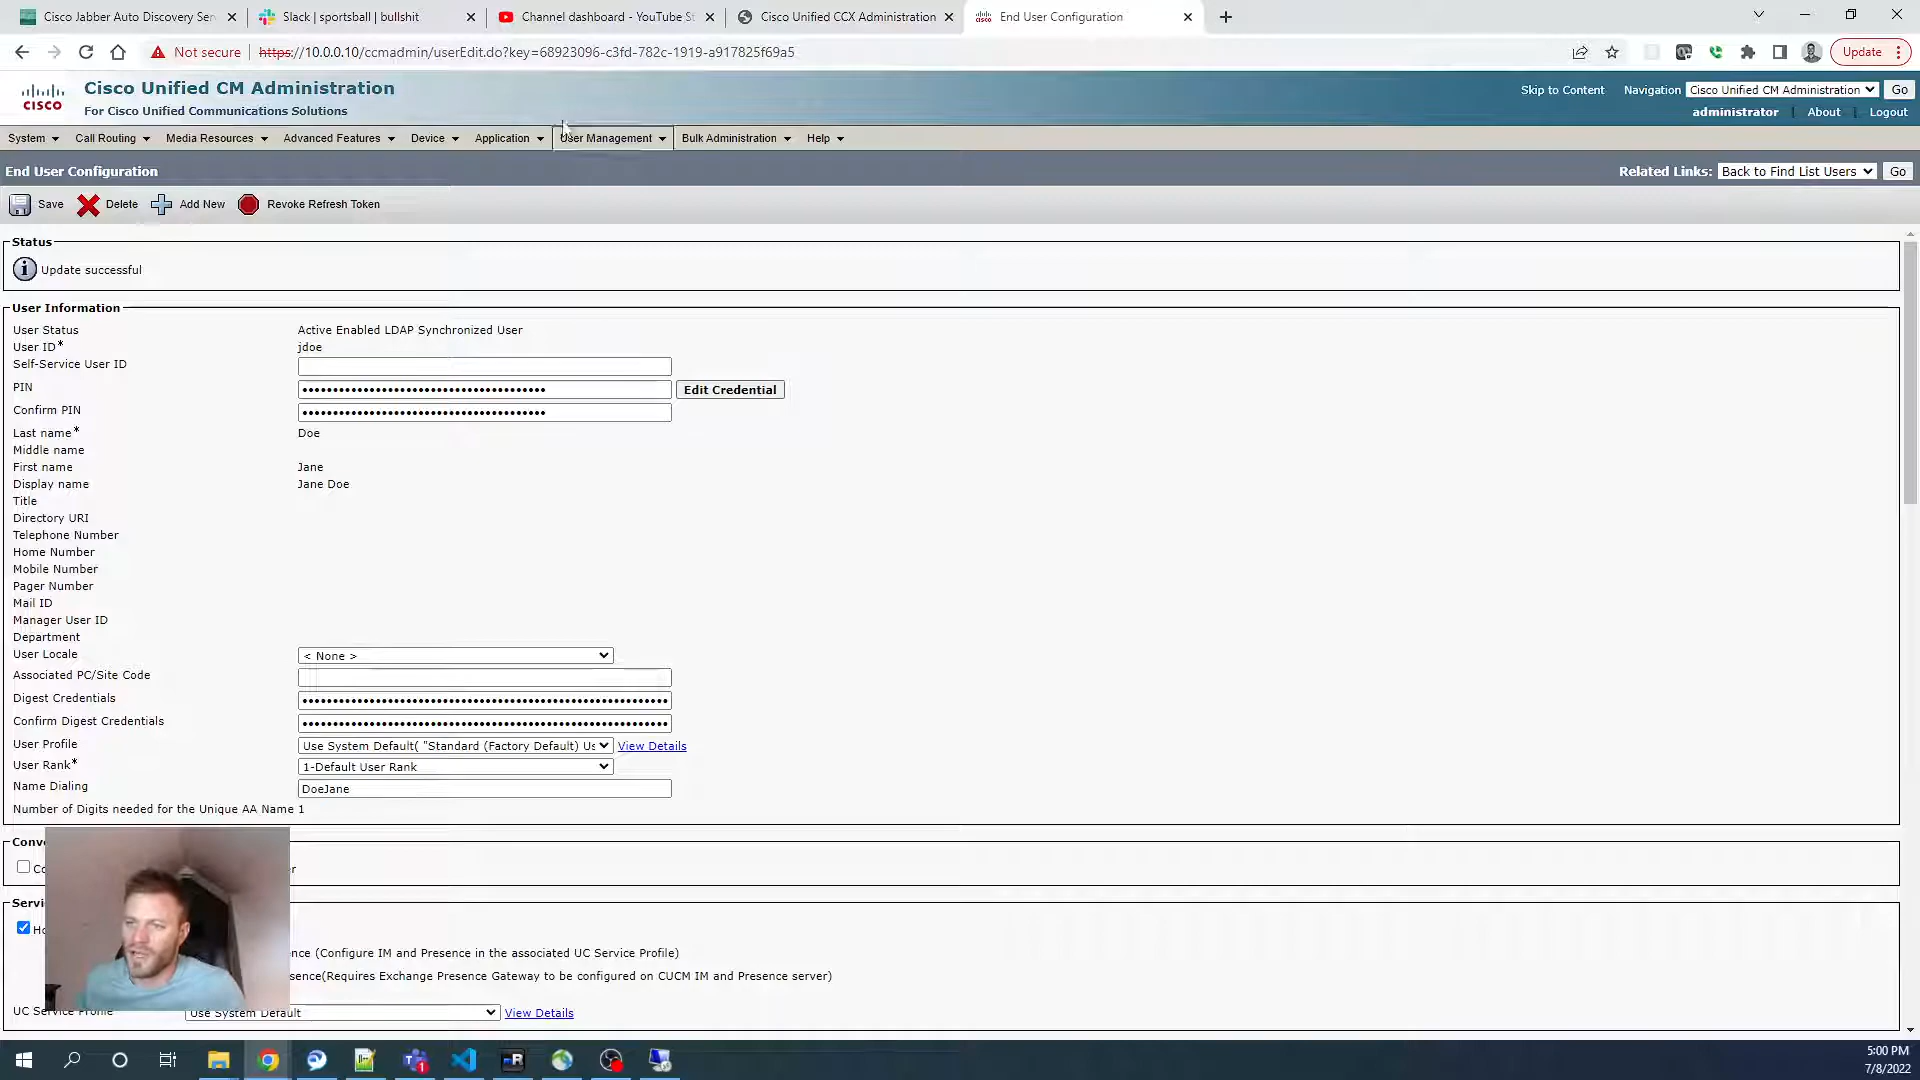 Cisco Jabber Auto Discovery Ser
Slack | sportsball | bullshit
Channel dashboard - YouTube St
Cisco Unified CCX Administration
End User Configuration
Not secure
https://10.0.0.10/ccmadmin/userEdit.do?key=68923096-c3fd-782c-1919-a917825f69a5
Update
CISCO
Cisco Unified CM Administration
For Cisco Unified Communications Solutions
Skip to Content
Navigation
Cisco Unified CM Administration
Go
administrator
About
Logout
System
Call Routing
Media Resources
Advanced Features
Device
Application
User Management
Bulk Administration
Help
End User Configuration
Related Links:
Back to Find List Users
Go
Save
Delete
Add New
Revoke Refresh Token
Status
Update successful
User Information
User Status
Active Enabled LDAP Synchronized User
User ID*
jdoe
Self-Service User ID
PIN
Edit Credential
Confirm PIN
Last name*
Doe
Middle name
First name
Jane
Display name
Jane Doe
Title
Directory URI
Telephone Number
Home Number
Mobile Number
Pager Number
Mail ID
Manager User ID
Department
User Locale
< None >
Associated PC/Site Code
Digest Credentials
Confirm Digest Credentials
User Profile
Use System Default( "Standard (Factory Default) Us
View Details
User Rank*
1-Default User Rank
Name Dialing
DoeJane
Number of Digits needed for the Unique AA Name 1
(Configure IM and Presence in the associated UC Service Profile)
(Requires Exchange Presence Gateway to be configured on CUCM IM and Presence server)
UC Service Profile
Use System Default
View Details
1
5:00 PM
7/8/2022